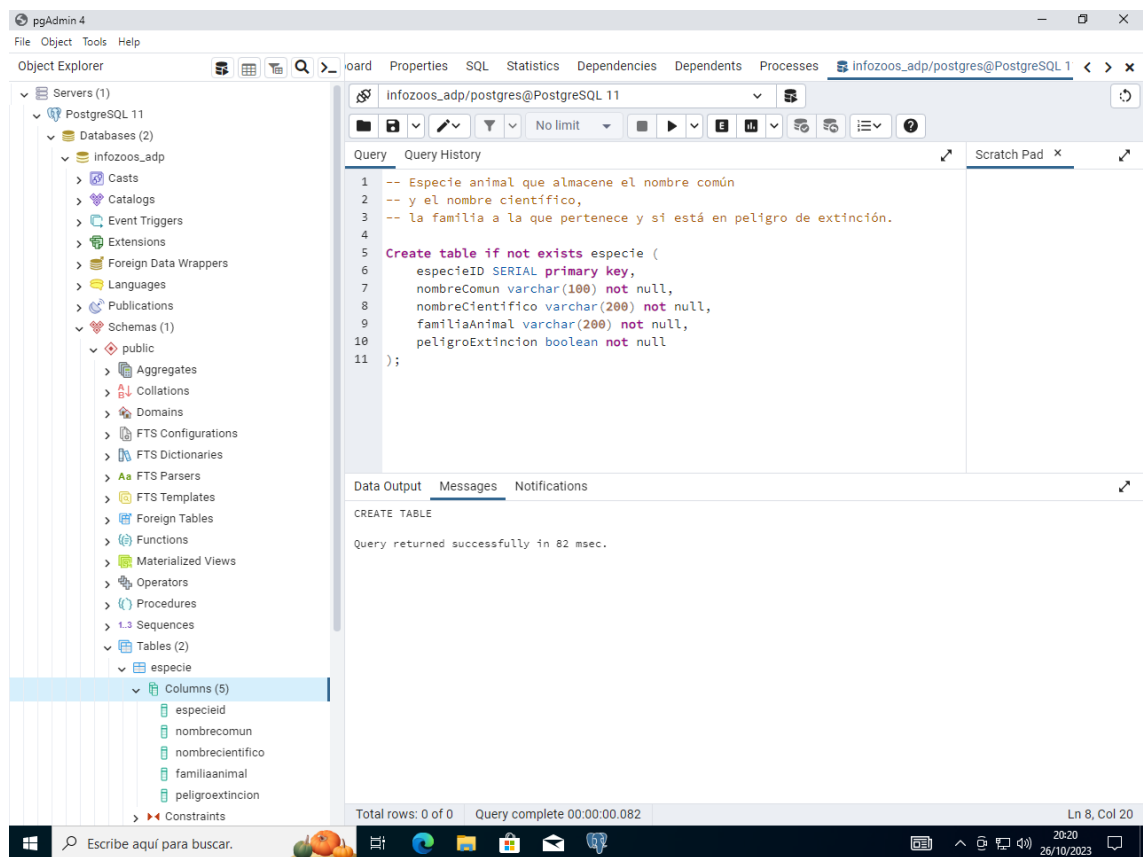 pgAdmin 4
File Object Tools Help
Object Explorer
Servers (1)
PostgreSQL 11
Databases (2)
infozoos_adp
Casts
Catalogs
Event Triggers
Extensions
Foreign Data Wrappers
Languages
Publications
Schemas (1)
public
Aggregates
Collations
Domains
FTS Configurations
FTS Dictionaries
Aa FTS Parsers
FTS Templates
Foreign Tables
Functions
Materialized Views
Operators
Procedures
1..3 Sequences
Tables (2)
especie
Columns (5)
especieid
nombrecomun
nombrecientifico
familiaanimal
peligroextincion
Constraints
oard Properties SQL Statistics Dependencies Dependents Processes infozoos_adp/postgres@PostgreSQL 1
infozoos_adp/postgres@PostgreSQL 11
No limit
E
Query Query History
Scratch Pad
1 -- Especie animal que almacene el nombre común
2 -- y el nombre científico,
3 -- la familia a la que pertenece y si está en peligro de extinción.
4
5 Create table if not exists especie (
6 especieID SERIAL primary key,
7 nombreComun varchar(100) not null,
8 nombreCientifico varchar(200) not null,
9 familiaAnimal varchar(200) not null,
10 peligroExtincion boolean not null
11 );
Data Output Messages Notifications
CREATE TABLE
Query returned successfully in 82 msec.
Total rows: 0 of 0 Query complete 00:00:00.082 Ln 8, Col 20
Escribe aquí para buscar.
20:20
26/10/2023